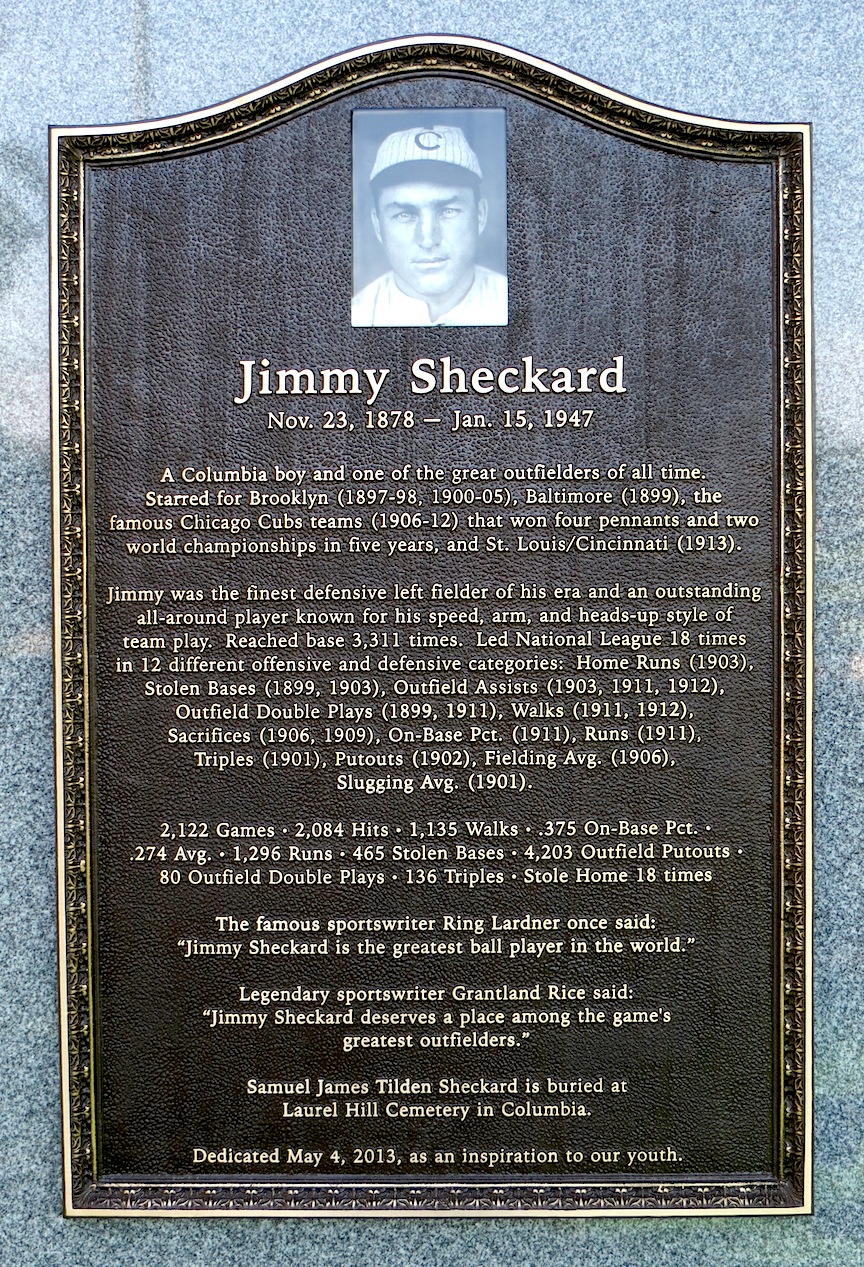 C
Jimmy Sheckard
Nov. 23, 1878 — Jan. 15, 1947
A Columbia boy and one of the great outfielders of all time.
Starred for Brooklyn (1897-98, 1900-05), Baltimore (1899), the
famous Chicago Cubs teams (1906-12) that won four pennants and two
world championships in five years, and St. Louis/Cincinnati (1913).
Jimmy was the finest defensive left fielder of his era and an outstanding
all-around player known for his speed, arm, and heads-up style of
team play. Reached base 3,311 times. Led National League 18 times
in 12 different offensive and defensive categories: Home Runs (1903),
Stolen Bases (1899, 1903), Outfield Assists (1903, 1911, 1912),
Outfield Double Plays (1899, 1911), Walks (1911, 1912),
Sacrifices (1906, 1909), On-Base Pct. (1911), Runs (1911),
Triples (1901), Putouts (1902), Fielding Avg. (1906),
Slugging Avg. (1901).
2,122 Games • 2,084 Hits • 1,135 Walks • .375 On-Base Pct. •
.274 Avg. • 1,296 Runs • 465 Stolen Bases • 4,203 Outfield Putouts •
80 Outfield Double Plays • 136 Triples • Stole Home 18 times
The famous sportswriter Ring Lardner once said:
“Jimmy Sheckard is the greatest ball player in the world.”
Legendary sportswriter Grantland Rice said:
“Jimmy Sheckard deserves a place among the game's
greatest outfielders.”
Samuel James Tilden Sheckard is buried at
Laurel Hill Cemetery in Columbia.
Dedicated May 4, 2013, as an inspiration to our youth.